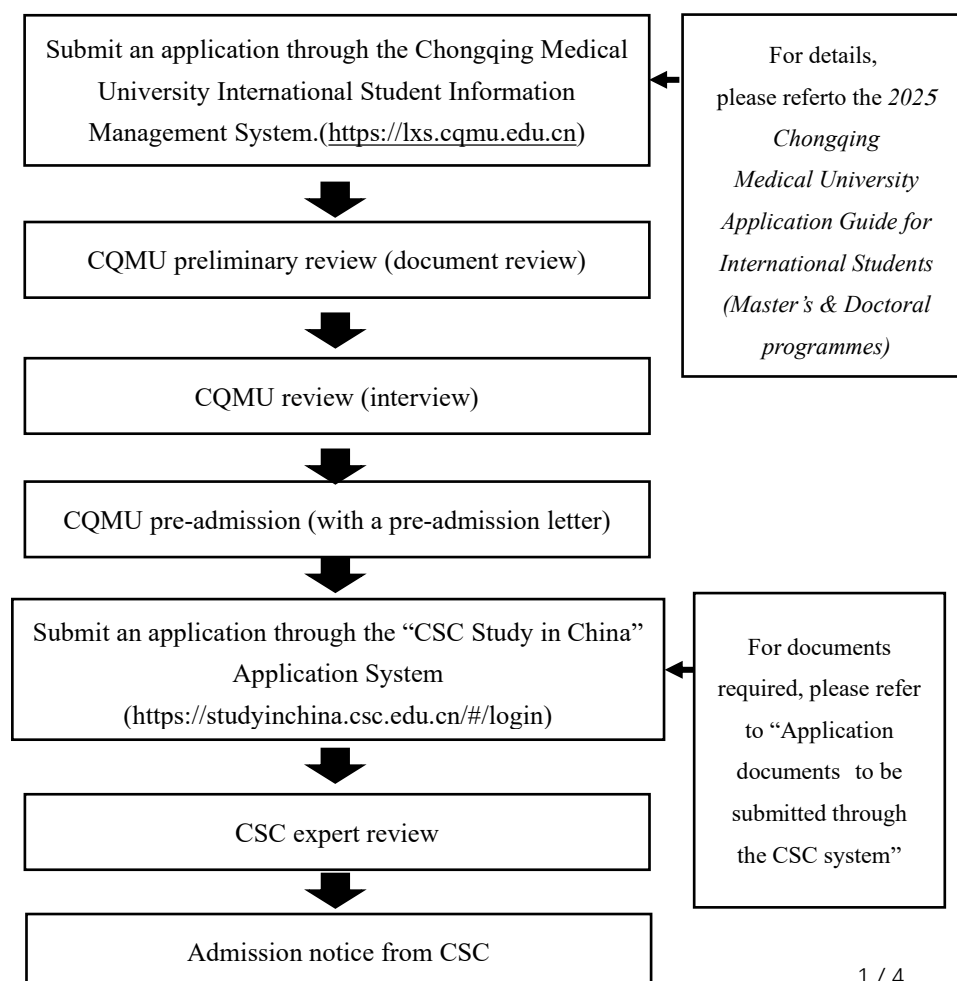 Submit an application through the Chongqing Medical
University International Student Information
Management System.(https://lxs.cqmu.edu.cn)
For details,
please referto the 2025
Chongqing
Medical University
Application Guide for
International Students
(Master’s & Doctoral
programmes)
CQMU preliminary review (document review)
CQMU review (interview)
CQMU pre-admission (with a pre-admission letter)
Submit an application through the “CSC Study in China”
Application System
(https://studyinchina.csc.edu.cn/#/login)
For documents
required, please refer
to “Application
documents to be
submitted through
the CSC system”
CSC expert review
Admission notice from CSC
1 / 4